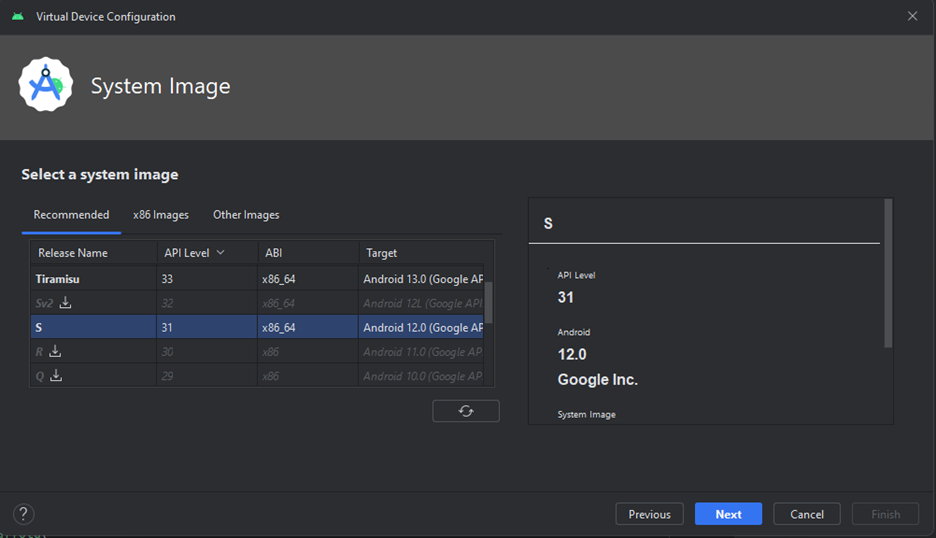 Virtual Device Configuration
System Image
Select a system image
Recommended x86 Images Other Images
Release Name API Level ABI Target
Tiramisu 33 x86_64 Android 13.0 (Google AP
Sv2 32 x86_64 Android 12L (Google API
S 31 x86_64 Android 12.0 (Google AP
R 30 x86 Android 11.0 (Google AP
Q 29 x86 Android 10.0 (Google AP
S
API Level
31
Android
12.0
Google Inc.
System Image
? Previous Next Cancel Finish